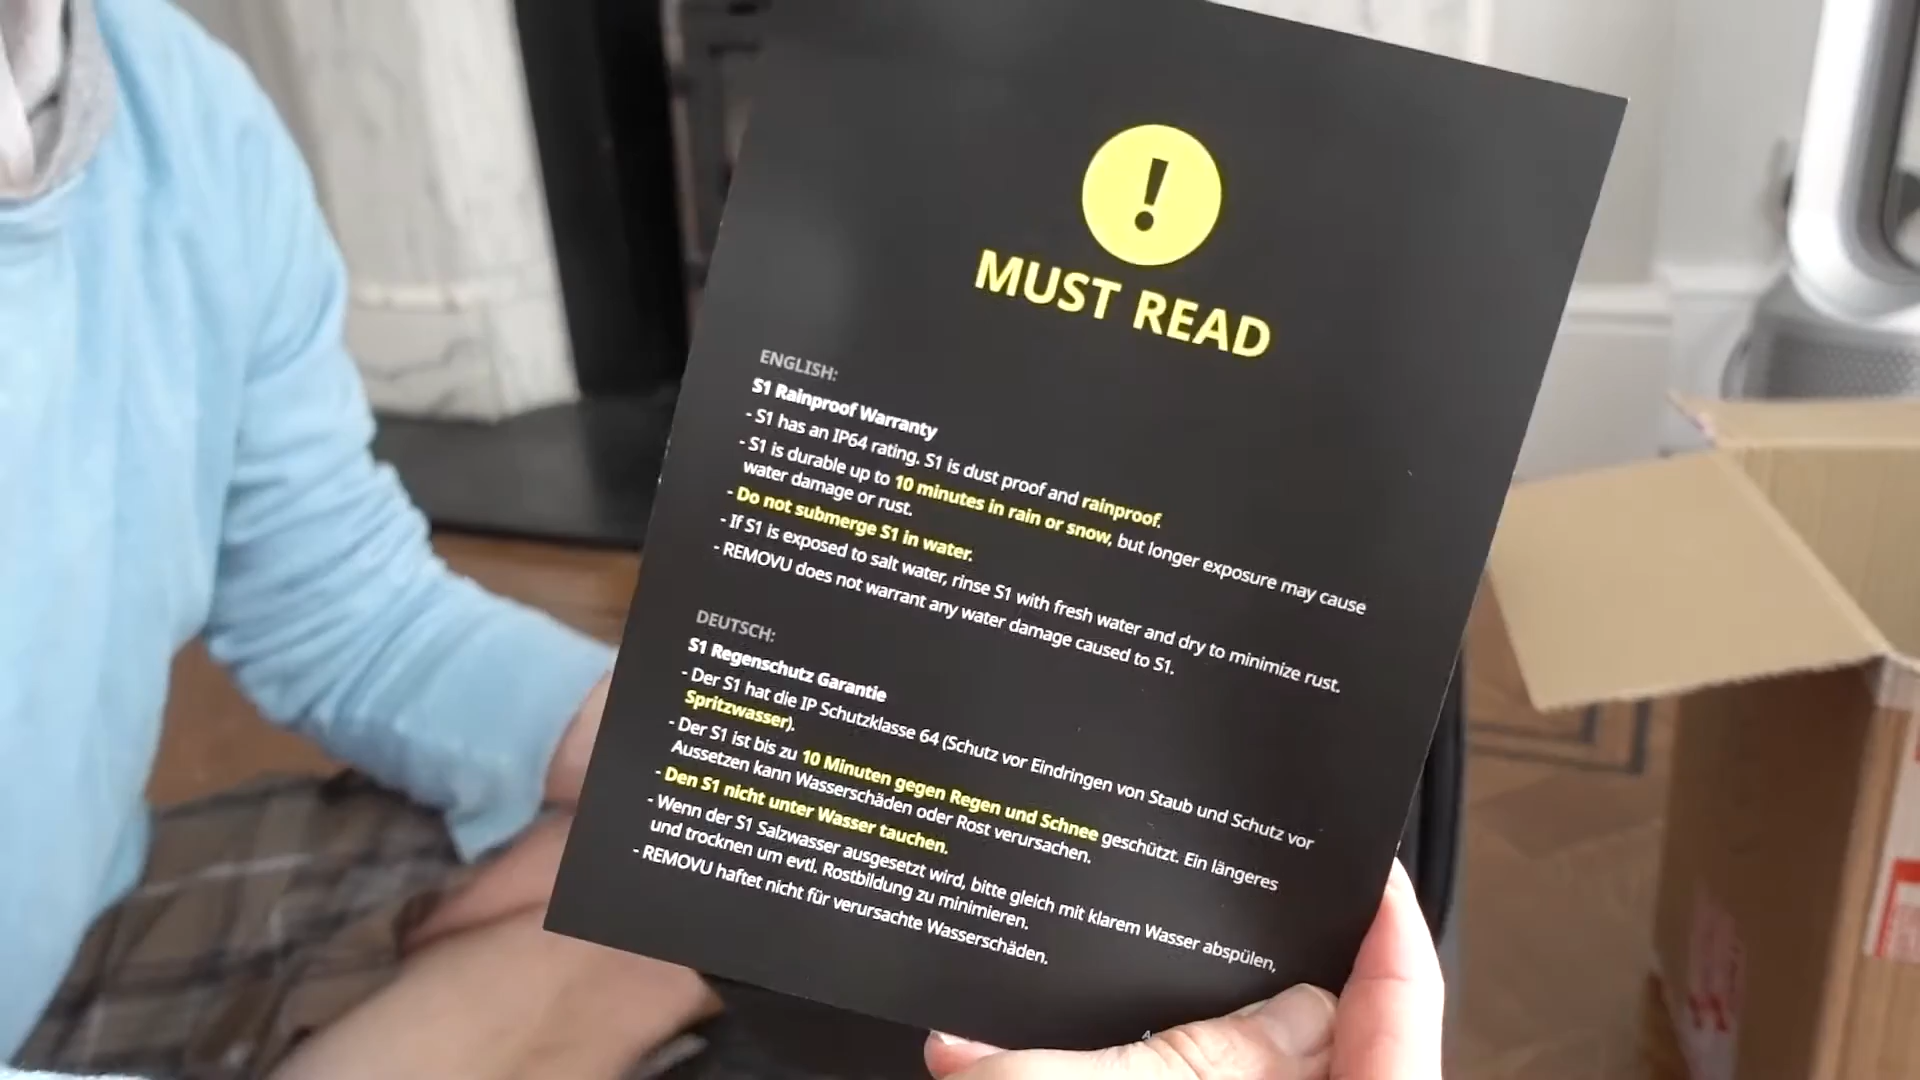 !
MUST READ
ENGLISH:
S1 Rainproof Warranty
- S1 has an IP64 rating. S1 is dust proof and rainproof.
- S1 is durable up to 10 minutes in rain or snow, but longer exposure may cause
water damage or rust.
- Do not submerge S1 in water.
- If S1 is exposed to salt water, rinse S1 with fresh water and dry to minimize rust.
- REMOVU does not warrant any water damage caused to S1.
DEUTSCH:
S1 Regenschutz Garantie
- Der S1 hat die IP Schutzklasse 64 (Schutz vor Eindringen von Staub und Schutz vor
Spritzwasser).
- Der S1 ist bis zu 10 Minuten gegen Regen und Schnee geschützt. Ein längeres
Aussetzen kann Wasserschäden oder Rost verursachen.
- Den S1 nicht unter Wasser tauchen.
- Wenn der S1 Salzwasser ausgesetzt wird, bitte gleich mit klarem Wasser abspülen,
und trocknen um evtl. Rostbildung zu minimieren.
- REMOVU haftet nicht für verursachte Wasserschäden.